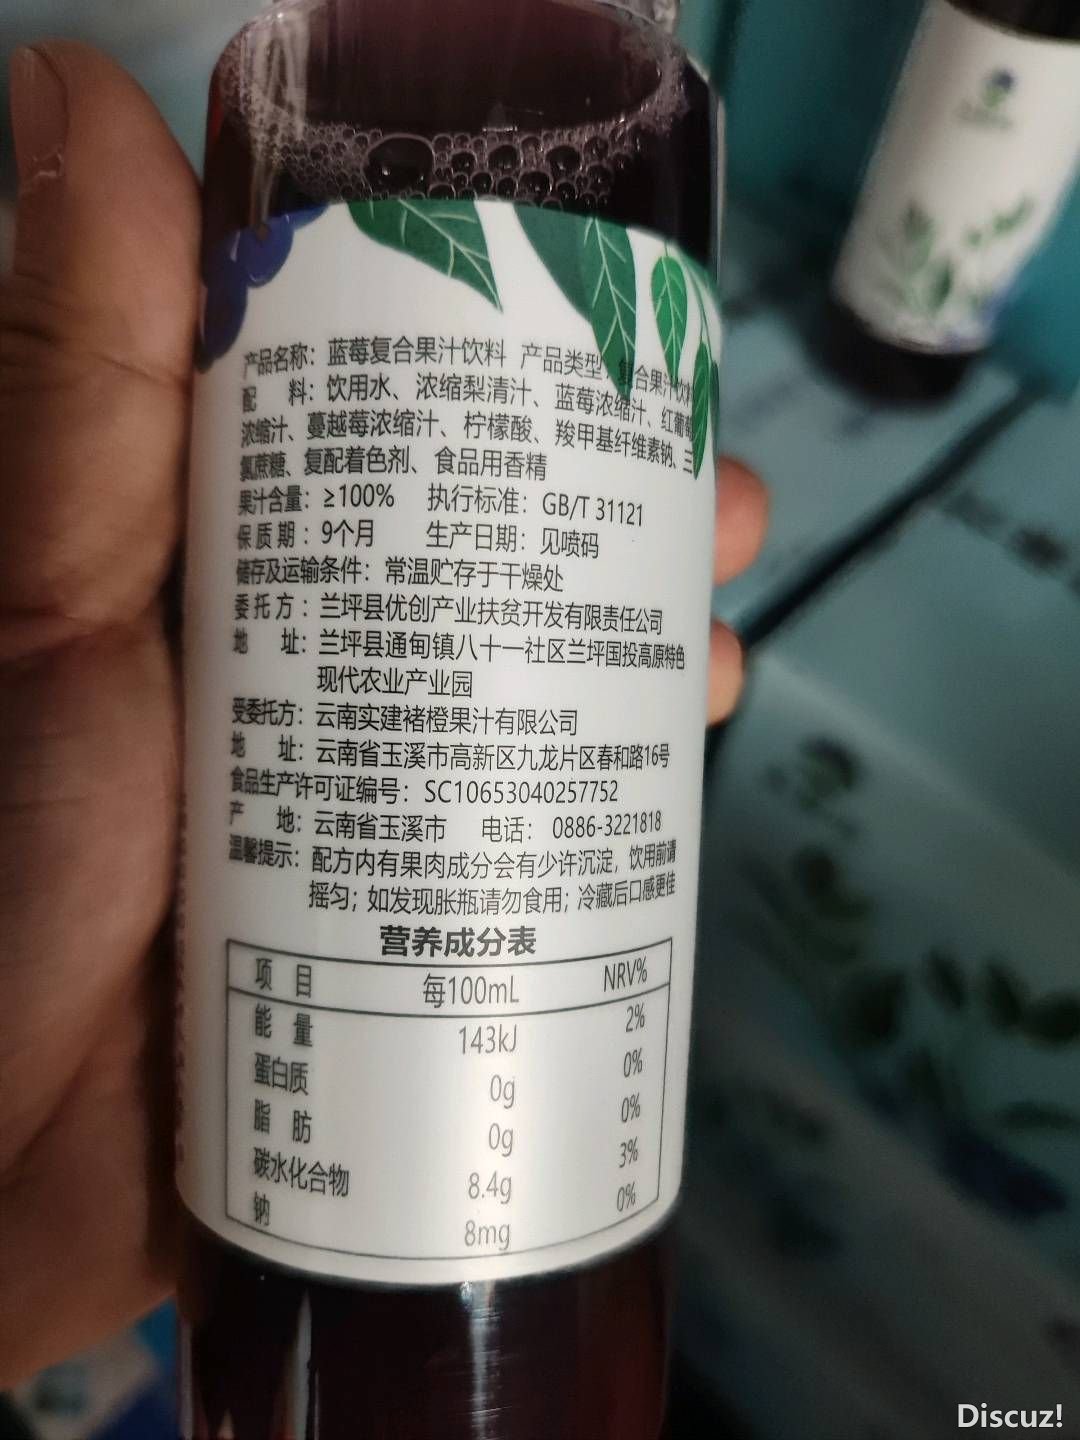 产品名称：蓝莓复合果汁饮料 产品类型：复合果汁饮料
配 料：饮用水、浓缩梨清汁、蓝莓浓缩汁、红葡萄
浓缩汁、蔓越莓浓缩汁、柠檬酸、羧甲基纤维素钠、三
氯蔗糖、复配着色剂、食品用香精
果汁含量：≥100% 执行标准：GB/T 31121
保质期：9个月 生产日期：见喷码
储存及运输条件：常温贮存于干燥处
委托方：兰坪县优创产业扶贫开发有限责任公司
地 址：兰坪县通甸镇八十一社区兰坪国投高原特色
现代农业产业园
受委托方：云南实建褚橙果汁有限公司
地 址：云南省玉溪市高新区九龙片区春和路16号
食品生产许可证编号：SC10653040257752
产 地：云南省玉溪市 电话：0886-3221818
温馨提示：配方内有果肉成分会有少许沉淀，饮用前请
摇匀；如发现胀瓶请勿食用；冷藏后口感更佳
营养成分表
项 目 每100mL NRV%
能 量 143kJ 2%
蛋白质 0g 0%
脂 肪 0g 0%
碳水化合物 8.4g 3%
钠 8mg 0%
Discuz!